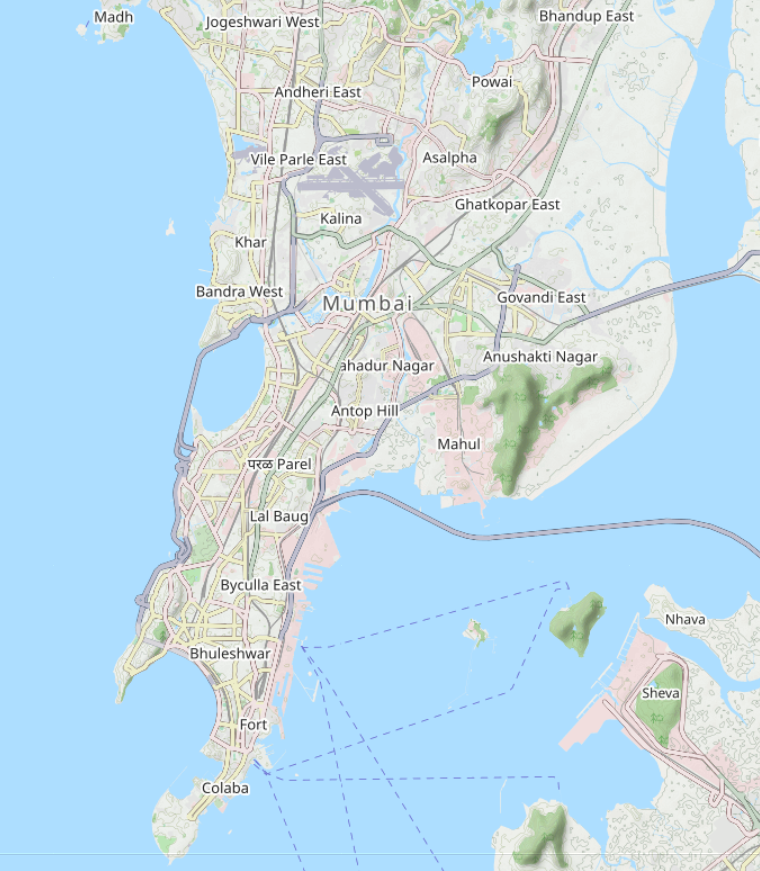 Madh
Jogeshwari West
Bhandup East
Powai
Andheri East
Vile Parle East
Asalpha
Ghatkopar East
Kalina
Khar
Bandra West
Mumbai
Govandi East
Anushakti Nagar
ahadur Nagar
Antop Hill
Mahul
परळ Parel
Lal Baug
Byculla East
Nhava
Bhuleshwar
Sheva
Fort
Colaba